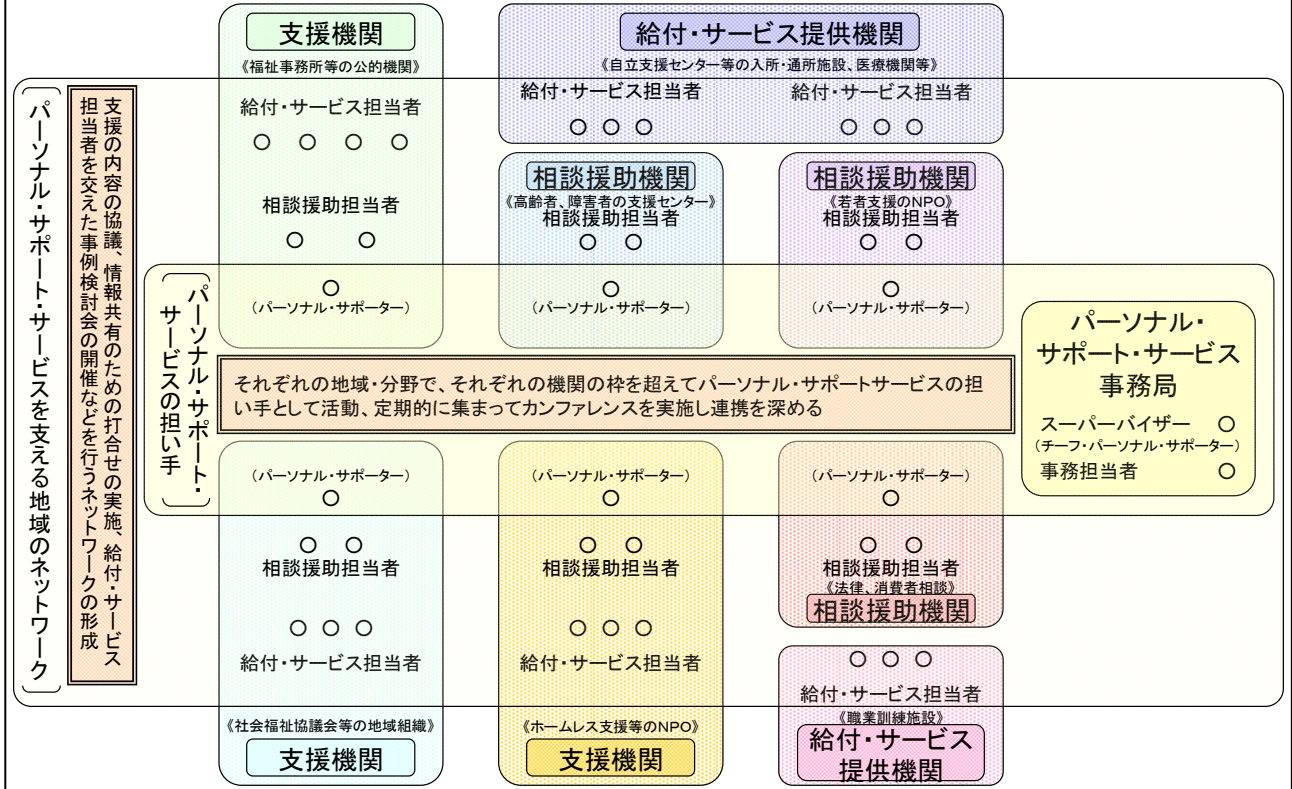 支援機関
《福祉事務所等の公的機関》
給付・サービス担当者
○ ○ ○ ○
相談援助担当者
○ ○
○
(パーソナル・サポーター)
給付・サービス提供機関
《自立支援センター等の入所・通所施設、医療機関等》
給付・サービス担当者
○ ○ ○
給付・サービス担当者
○ ○ ○
相談援助機関
《高齢者、障害者の支援センター》
相談援助担当者
○ ○
○
(パーソナル・サポーター)
相談援助機関
《若者支援のNPO》
相談援助担当者
○ ○
○
(パーソナル・サポーター)
パーソナル・サポート・サービスを支える地域のネットワーク
支援の内容の協議、情報共有のための打合せの実施、給付・サービス
担当者を交えた事例検討会の開催などを行うネットワークの形成
パーソナル・サポート・
サービスの担い手
それぞれの地域・分野で、それぞれの機関の枠を超えてパーソナル・サポートサービスの担
い手として活動、定期的に集まってカンファレンスを実施し連携を深める
パーソナル・
サポート・サービス
事務局
スーパーバイザー ○
(チーフ・パーソナル・サポーター)
事務担当者 ○
(パーソナル・サポーター)
○
○ ○
相談援助担当者
○ ○ ○
給付・サービス担当者
《社会福祉協議会等の地域組織》
支援機関
(パーソナル・サポーター)
○
○ ○
相談援助担当者
○ ○ ○
給付・サービス担当者
《ホームレス支援等のNPO》
支援機関
(パーソナル・サポーター)
○
○ ○
相談援助担当者
《法律、消費者相談》
相談援助機関
○ ○ ○
給付・サービス担当者
《職業訓練施設》
給付・サービス
提供機関